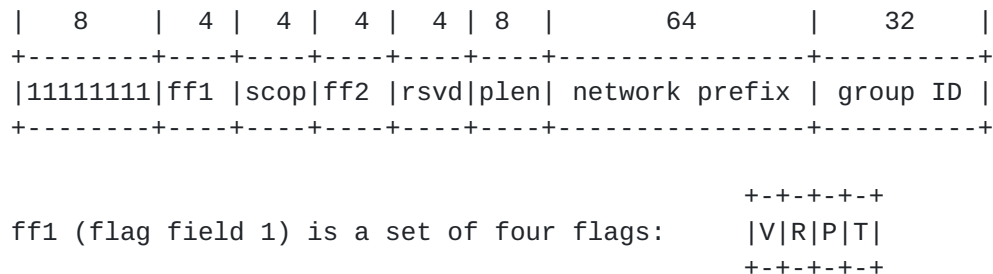 |   8    |  4 |  4 |  4 |  4 | 8  |       64       |    32    |
+--------+----+----+----+----+----+----------------+----------+
|11111111|ff1 |scop|ff2 |rsvd|plen| network prefix | group ID |
+--------+----+----+----+----+----+----------------+----------+
+-+-+-+-+
ff1 (flag field 1) is a set of four flags:     |V|R|P|T|
+-+-+-+-+